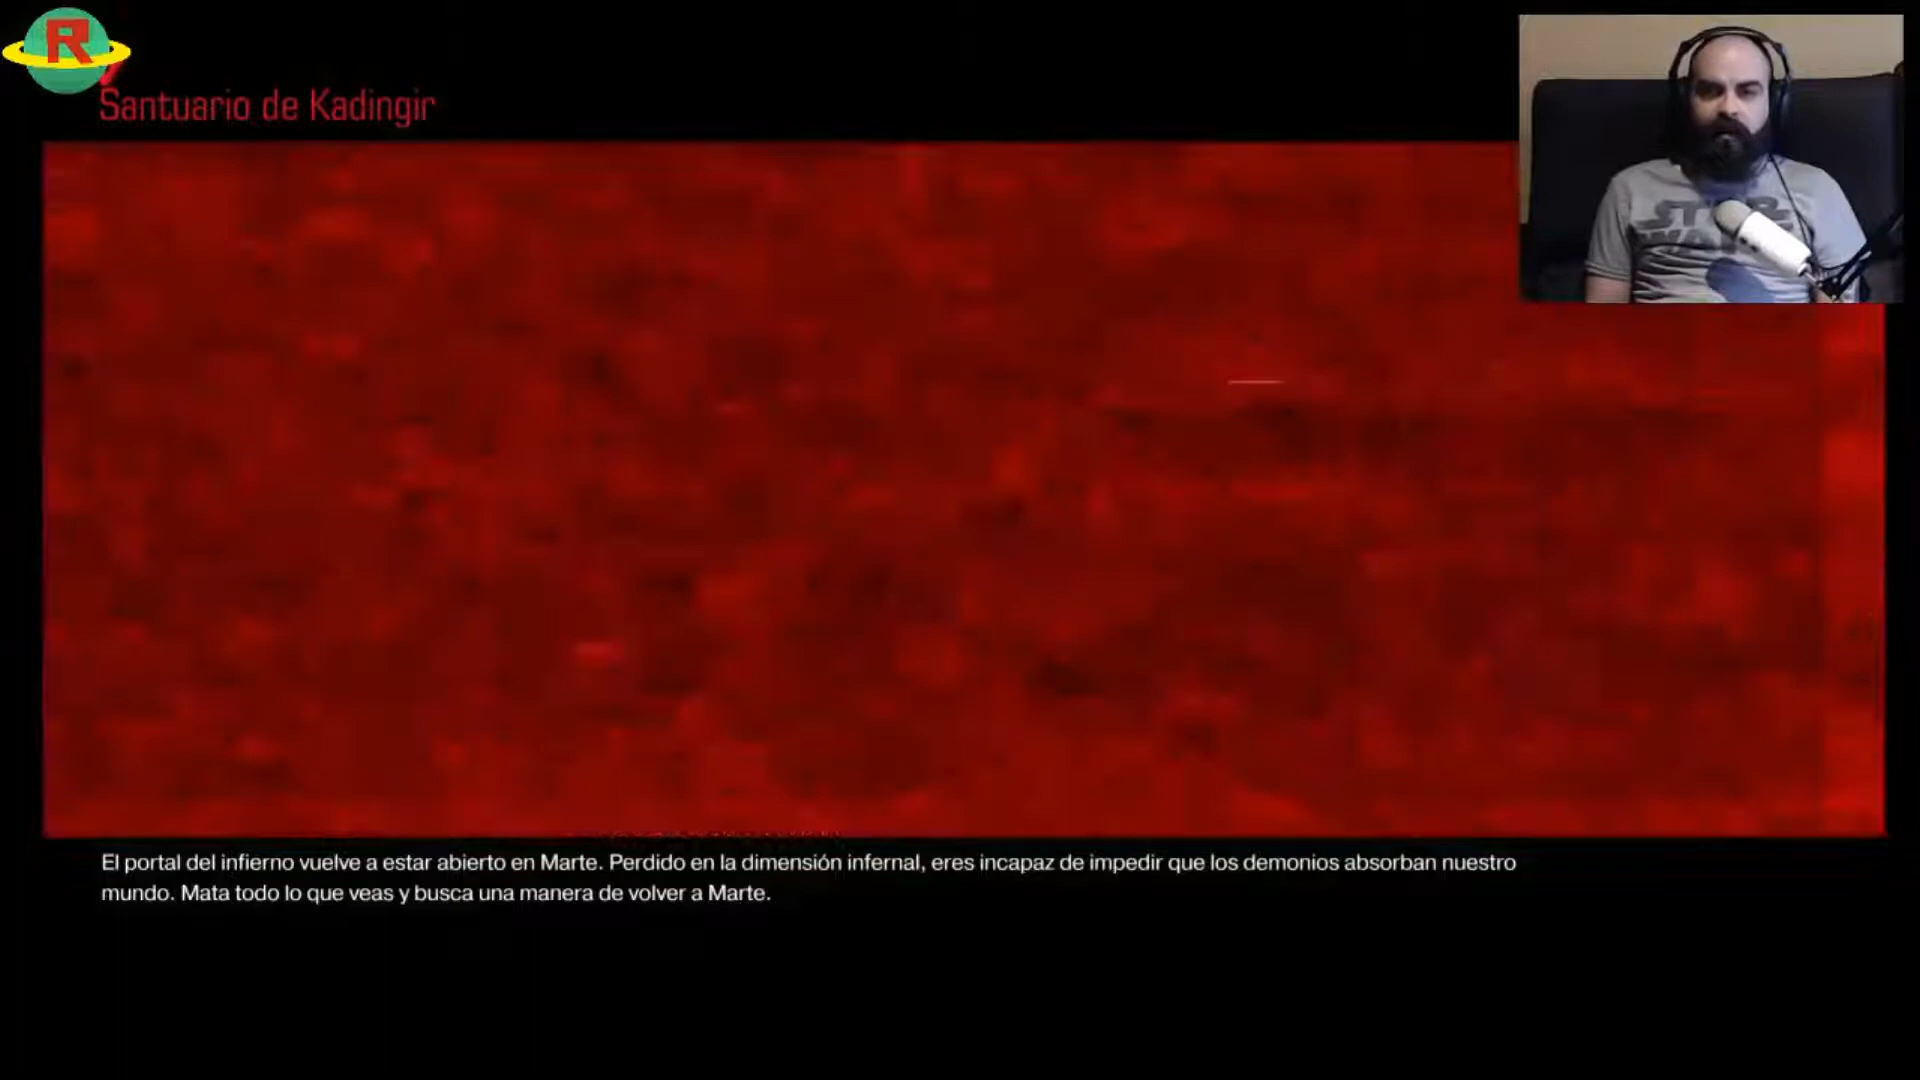 R
Santuario de Kadingir
STAR
WARS
El portal del infierno vuelve a estar abierto en Marte. Perdido en la dimensión infernal, eres incapaz de impedir que los demonios absorban nuestro
mundo. Mata todo lo que veas y busca una manera de volver a Marte.